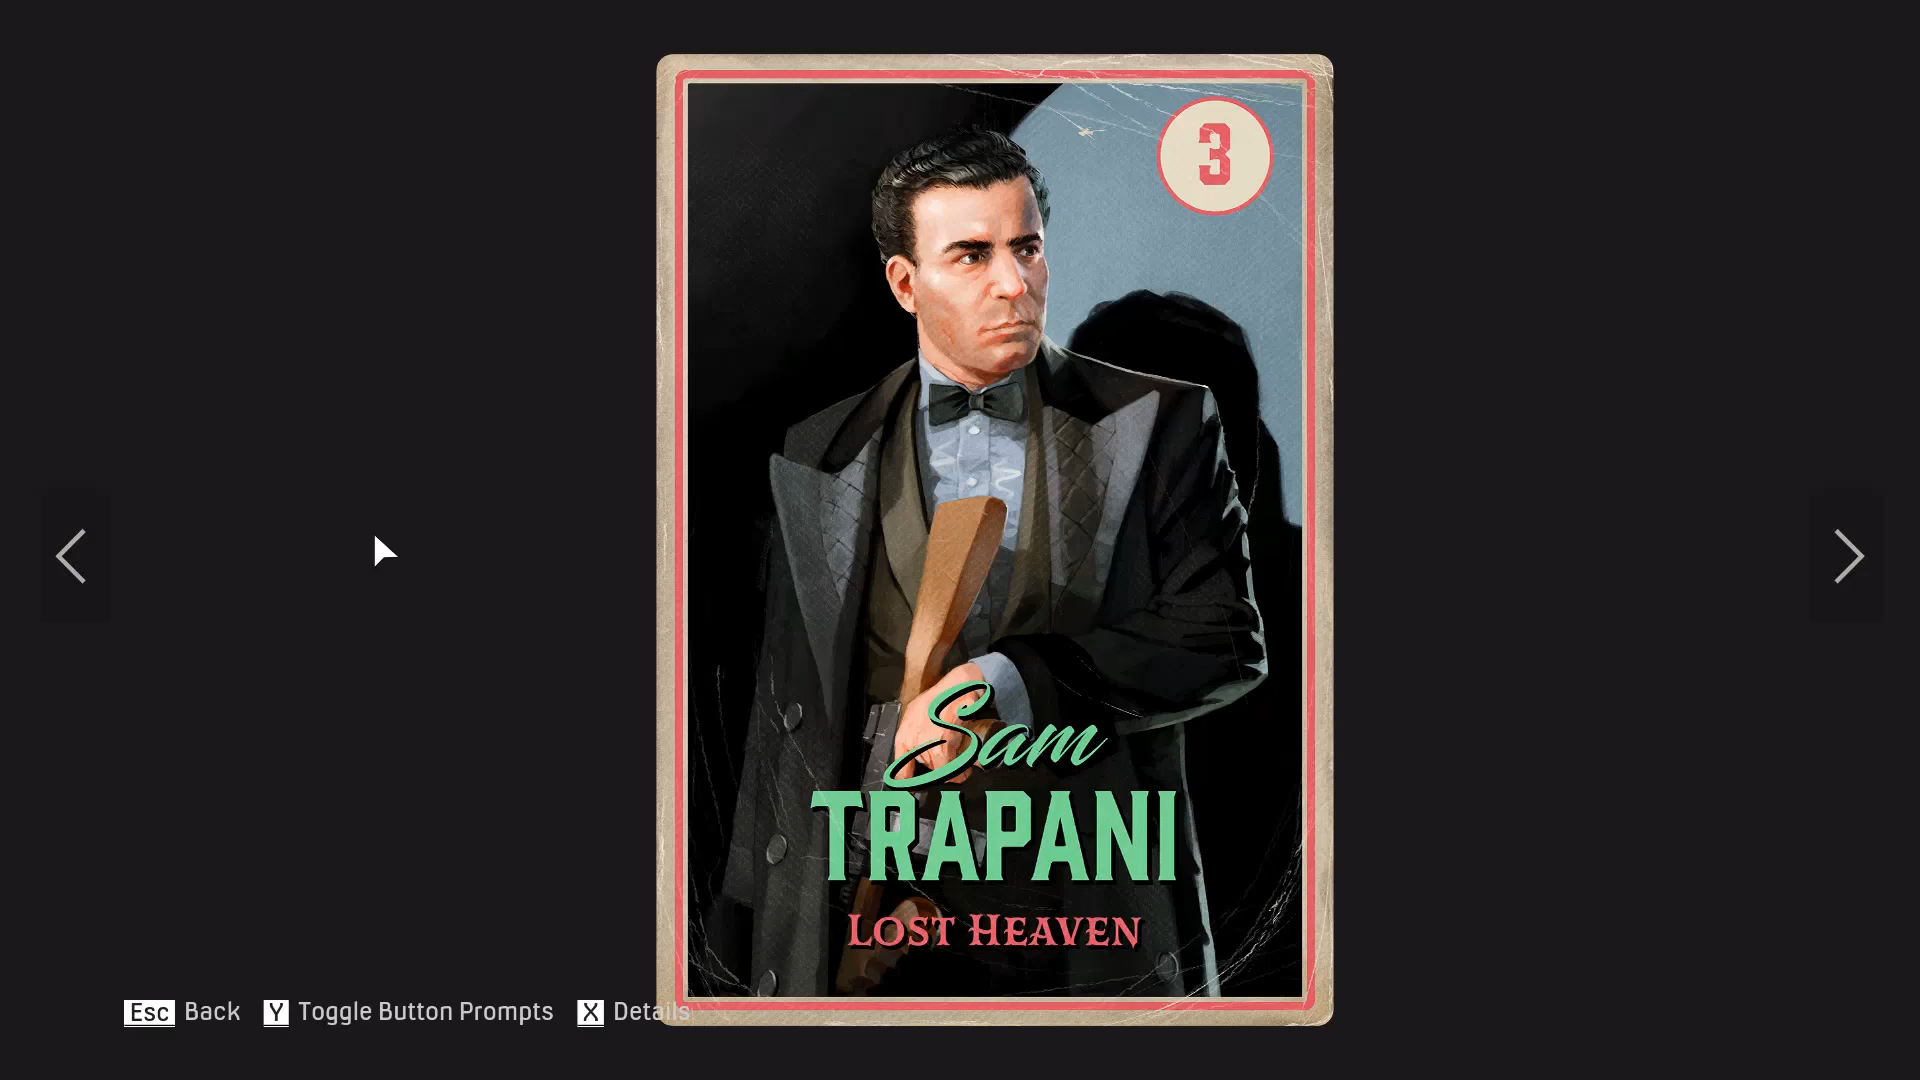 3
Sam
TRAPANI
LOST HEAVEN
Esc Back Y Toggle Button Prompts X Details